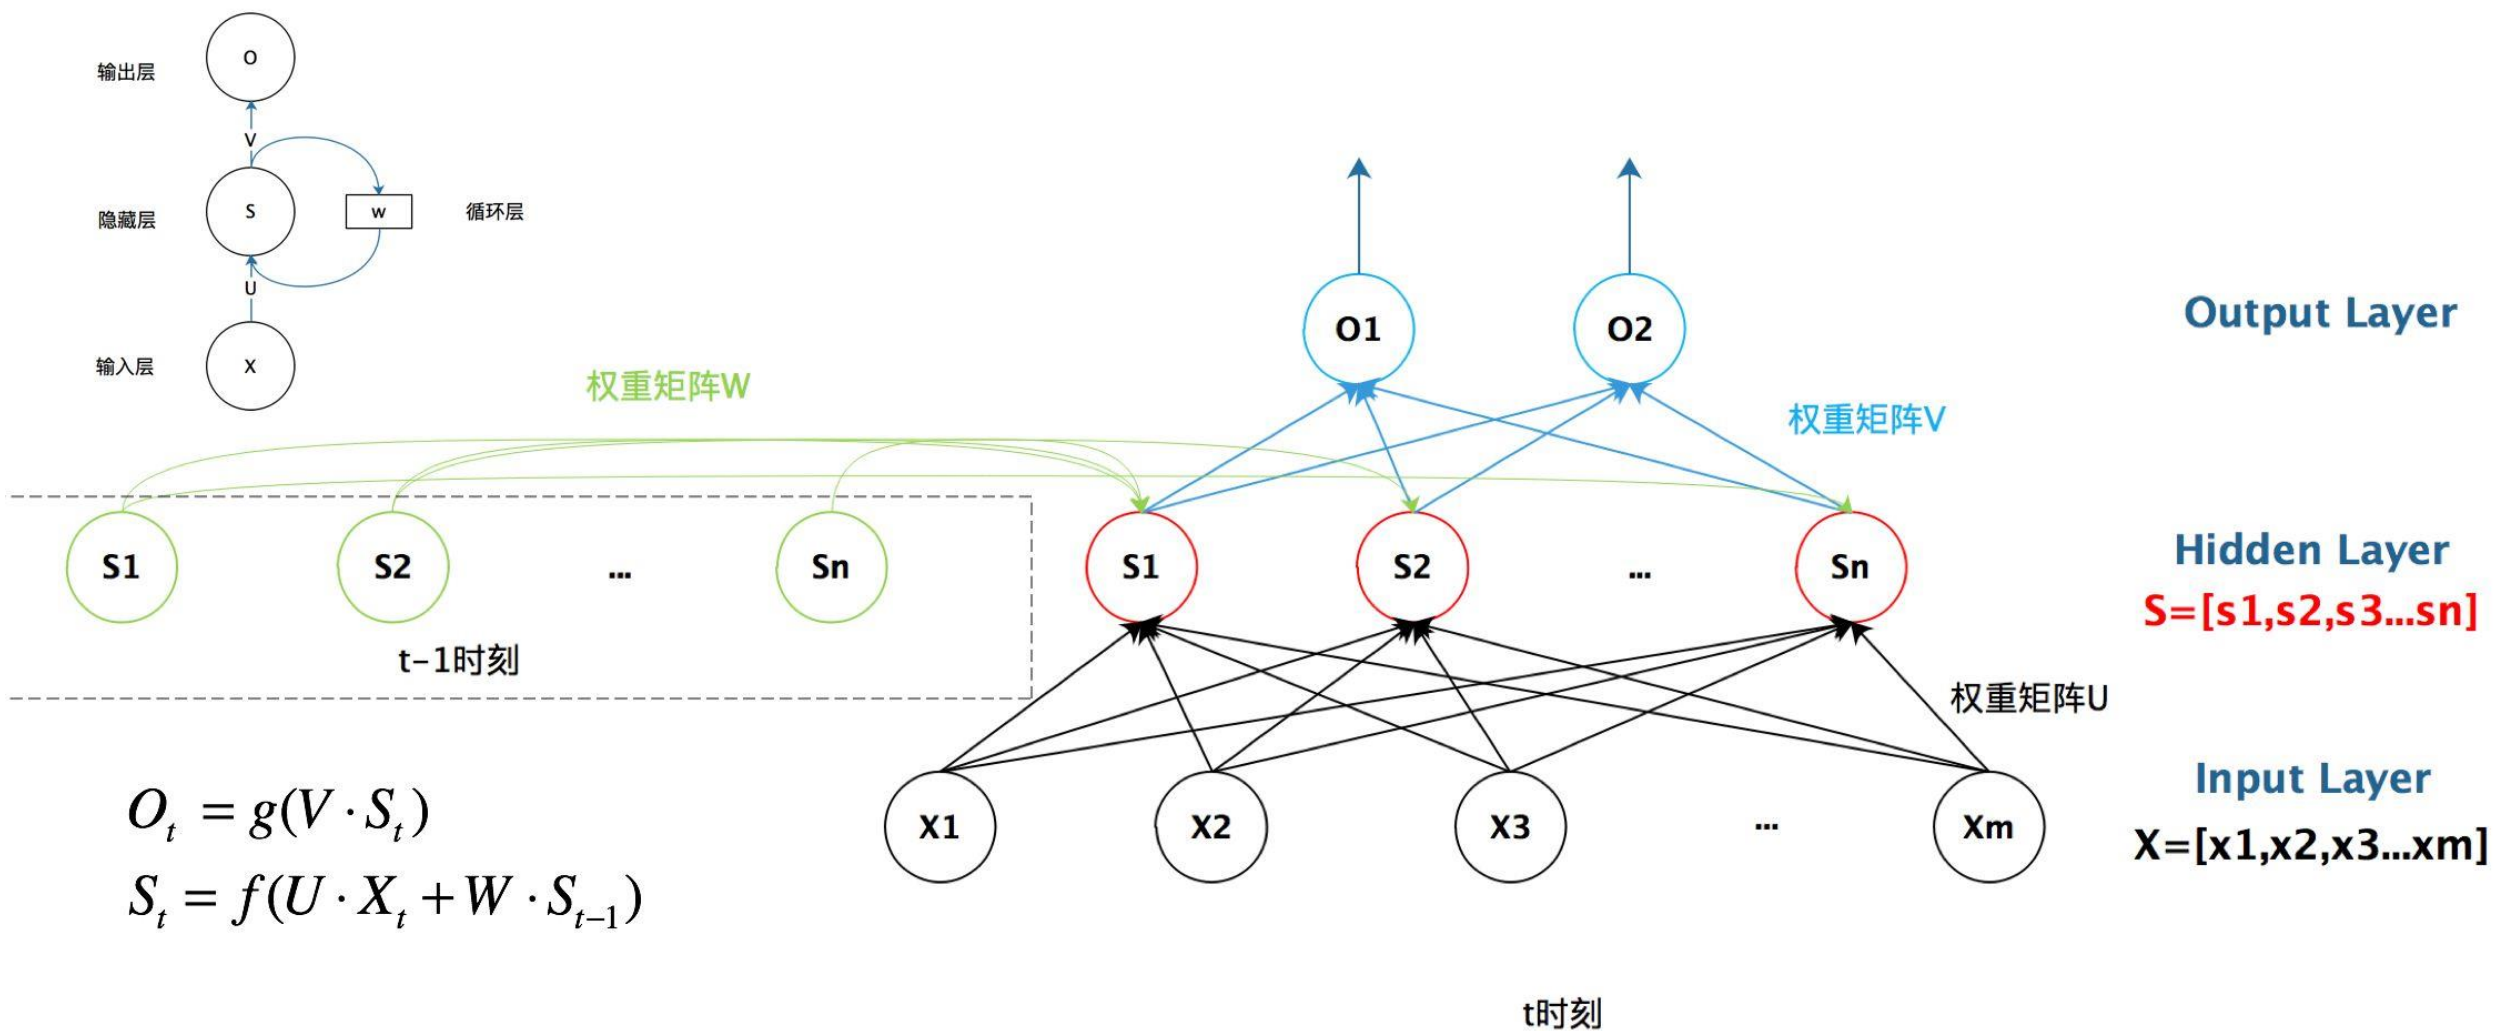 O
输出层
V
S
w
隐藏层
循环层
U
X
输入层
权重矩阵W
O1
O2
Output Layer
权重矩阵V
S1
S2
...
Sn
t-1时刻
S1
S2
...
Sn
Hidden Layer
S=[s1,s2,s3...sn]
权重矩阵U
X1
X2
X3
...
Xm
Input Layer
X=[x1,x2,x3...xm]
O_t = g(V · S_t)
S_t = f(U · X_t + W · S_{t-1})
t时刻